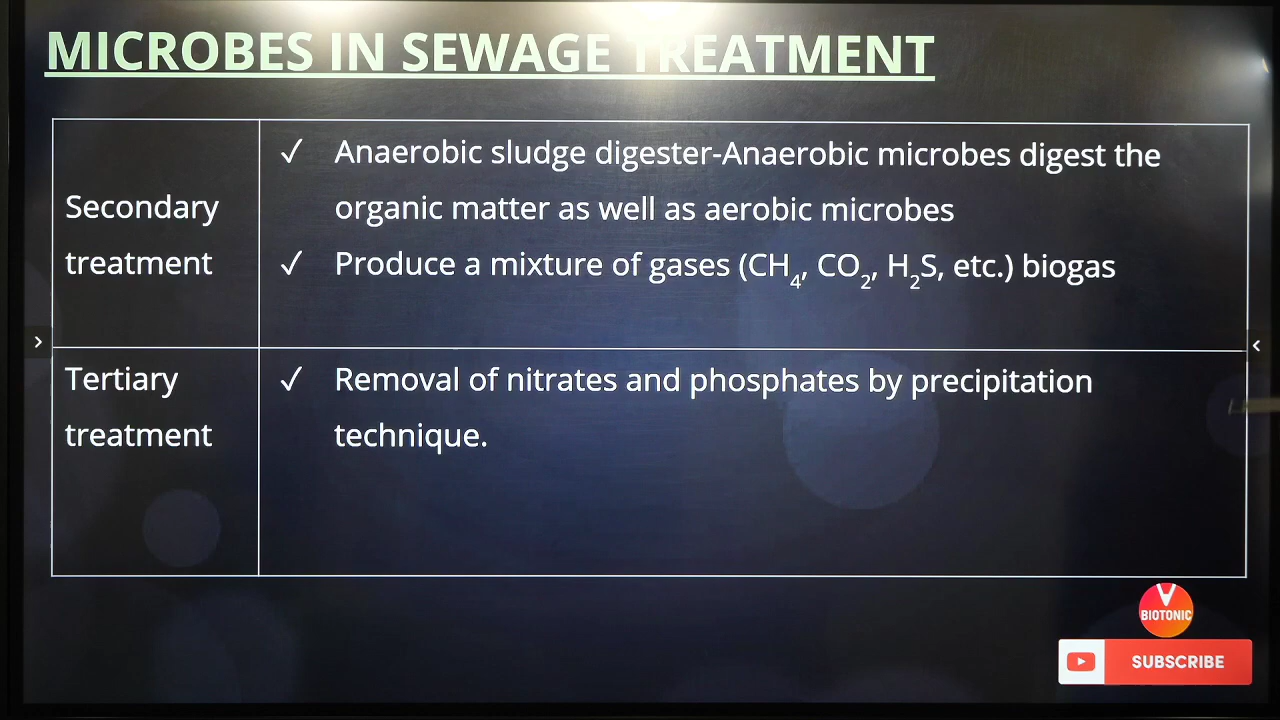 MICROBES IN SEWAGE TREATMENT
Secondary
treatment
✓ Anaerobic sludge digester-Anaerobic microbes digest the
organic matter as well as aerobic microbes
✓ Produce a mixture of gases (CH₄, CO₂, H₂S, etc.) biogas
Tertiary
treatment
✓ Removal of nitrates and phosphates by precipitation
technique.
BIOTONIC
SUBSCRIBE